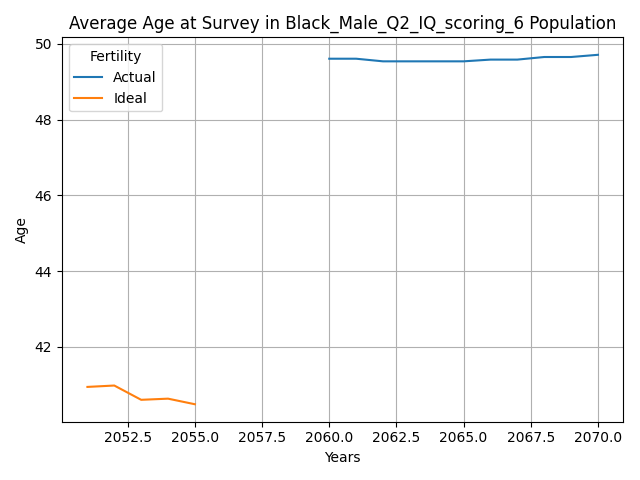 Average Age at Survey in Black_Male_Q2_IQ_scoring_6 Population
Fertility
Actual
Ideal
Age
50
48
46
44
42
2052.5 2055.0 2057.5 2060.0 2062.5 2065.0 2067.5 2070.0
Years